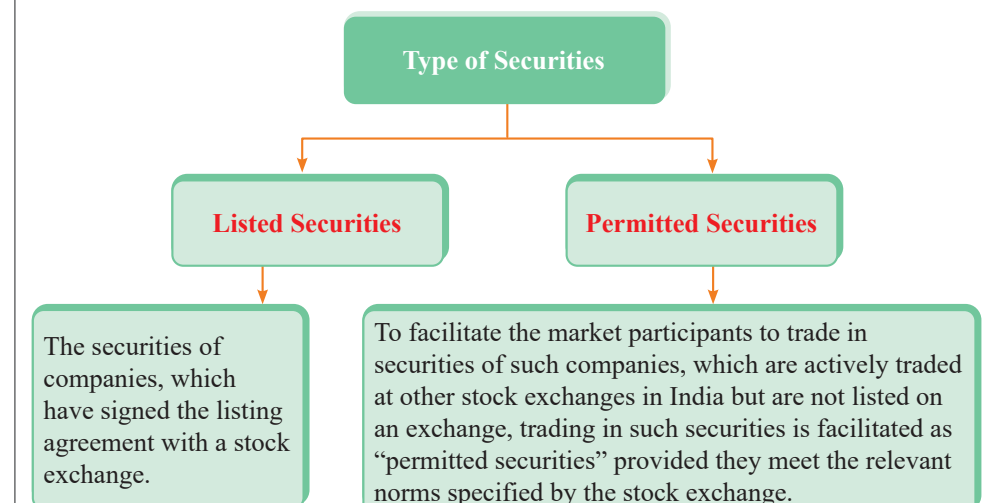 Type of Securities
Listed Securities
Permitted Securities
The securities of
companies, which
have signed the listing
agreement with a stock
exchange.
To facilitate the market participants to trade in
securities of such companies, which are actively traded
at other stock exchanges in India but are not listed on
an exchange, trading in such securities is facilitated as
“permitted securities” provided they meet the relevant
norms specified by the stock exchange.